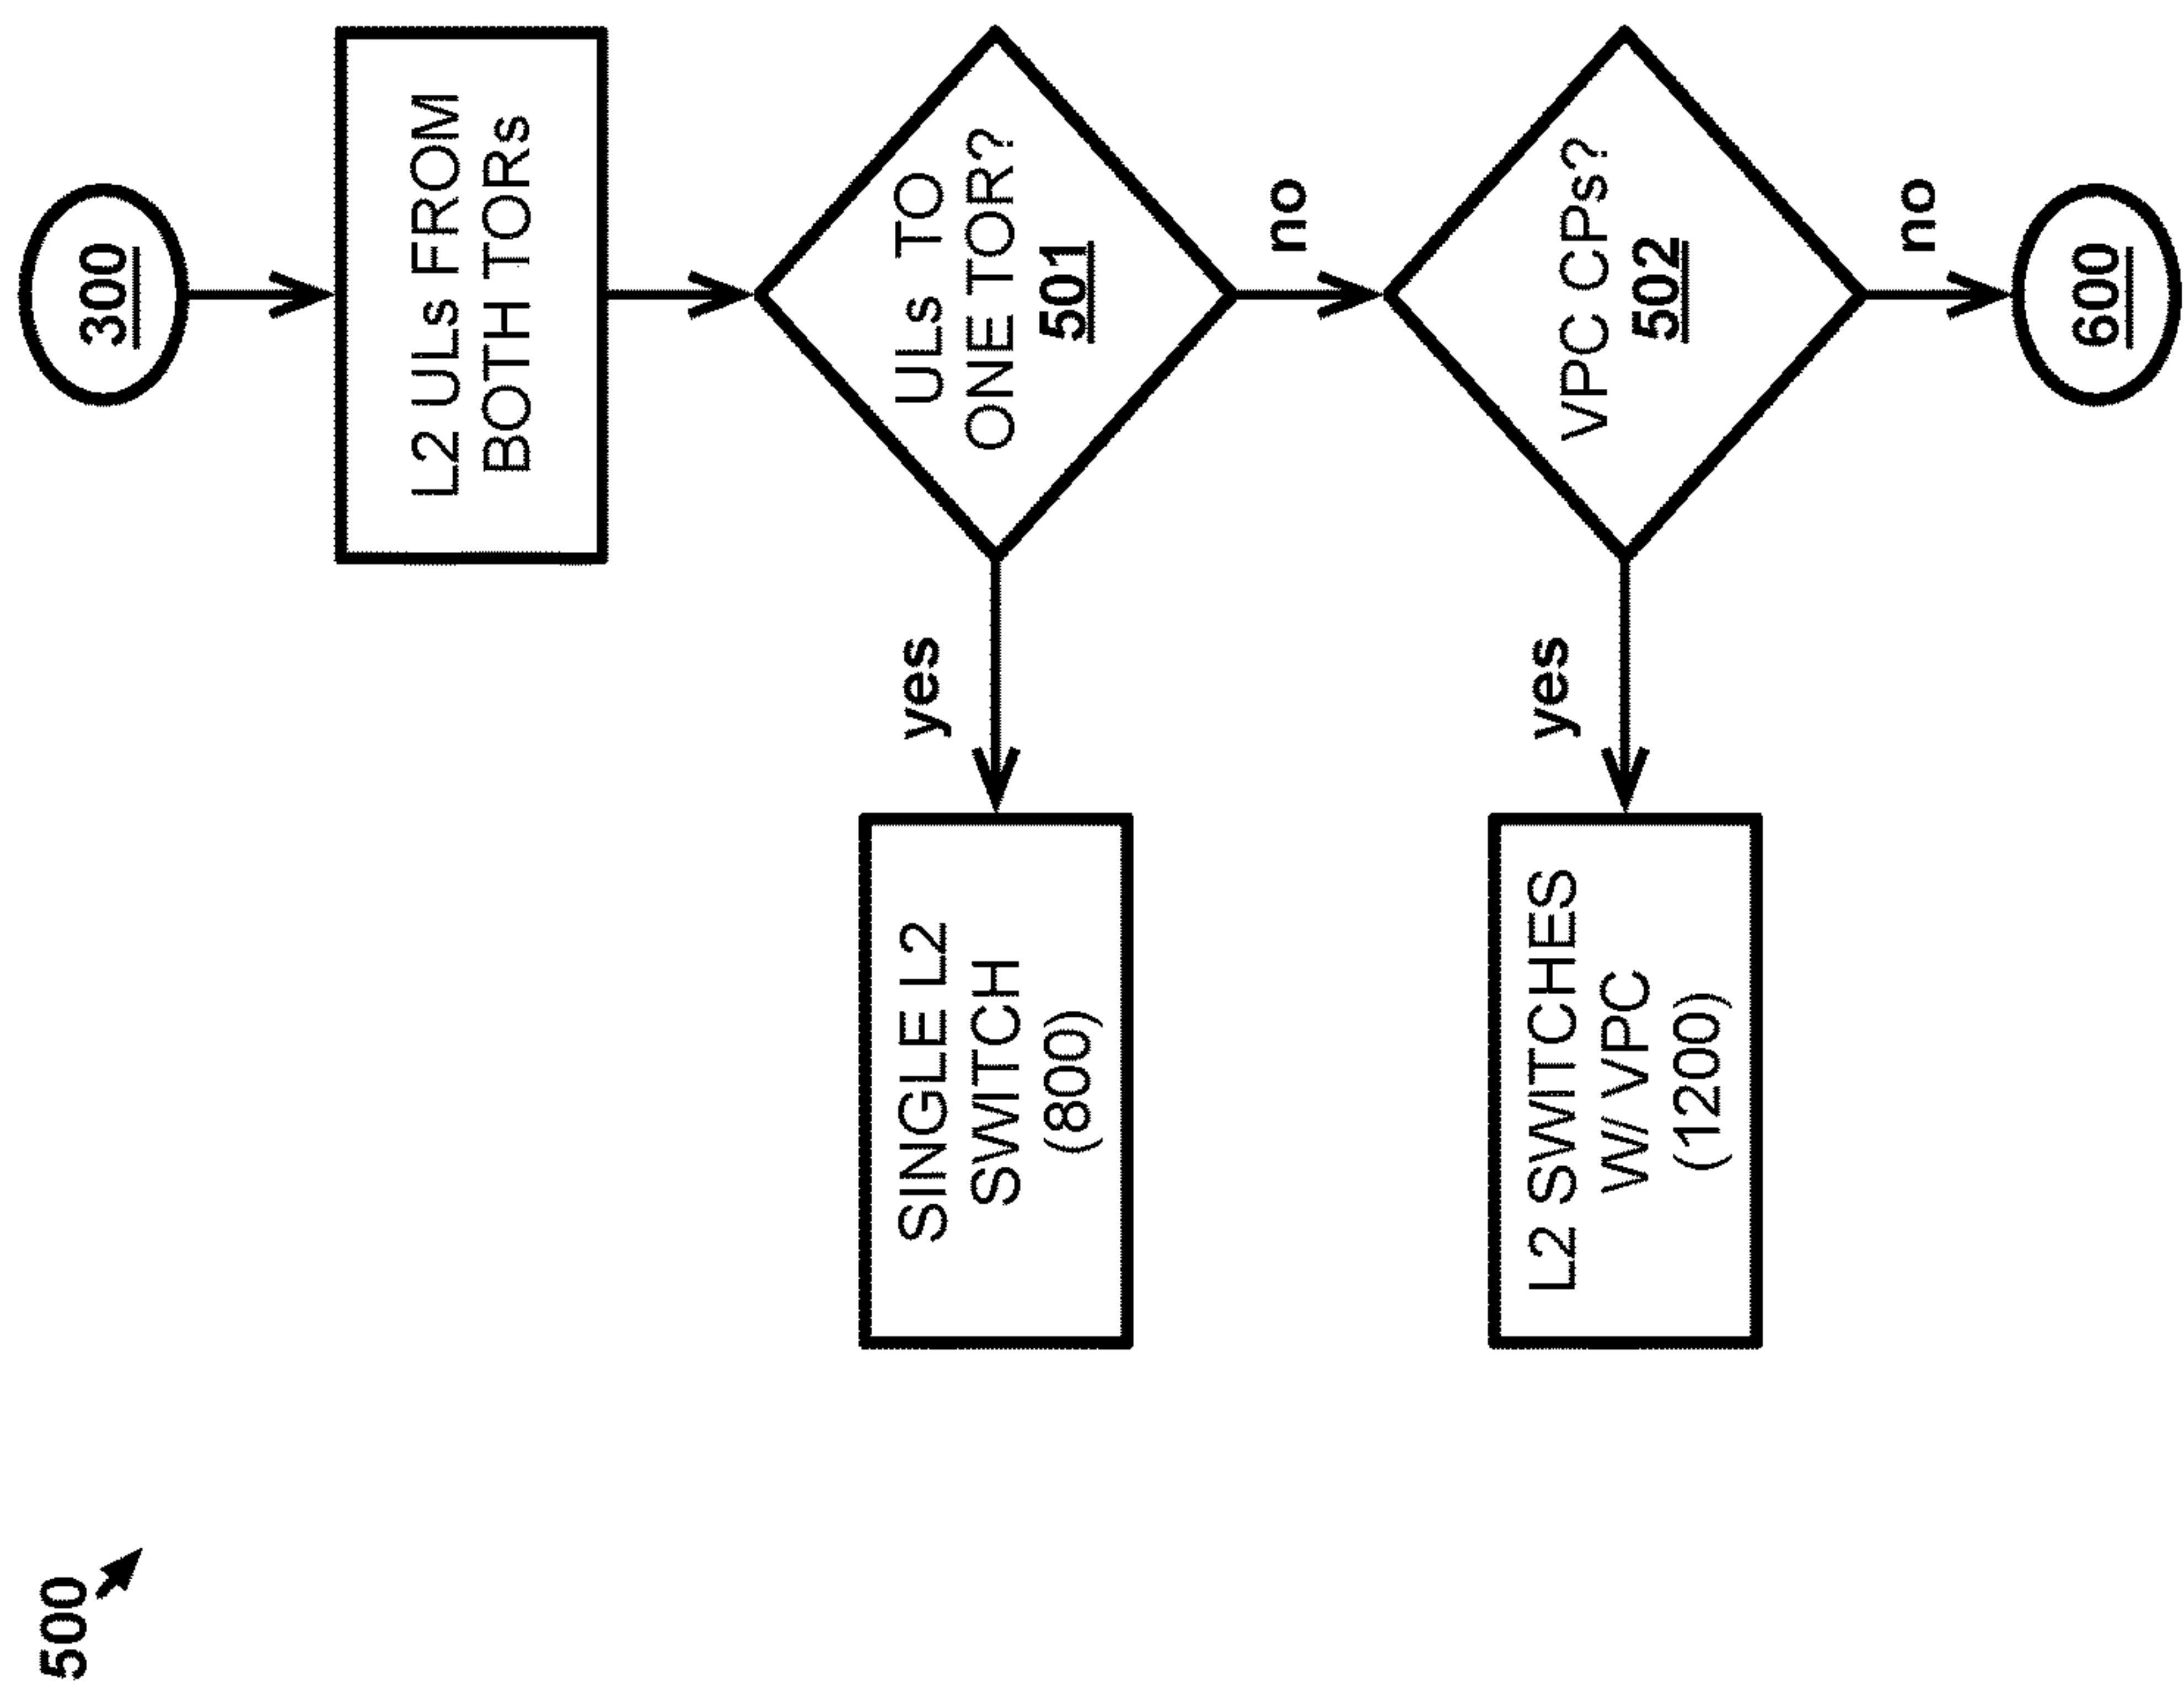 500
300
L2 ULs FROM
BOTH TORs
ULs TO
ONE TOR?
501
yes
no
SINGLE L2
SWITCH
(800)
VPC CPs?
502
yes
no
L2 SWITCHES
W// VPC
(1200)
600